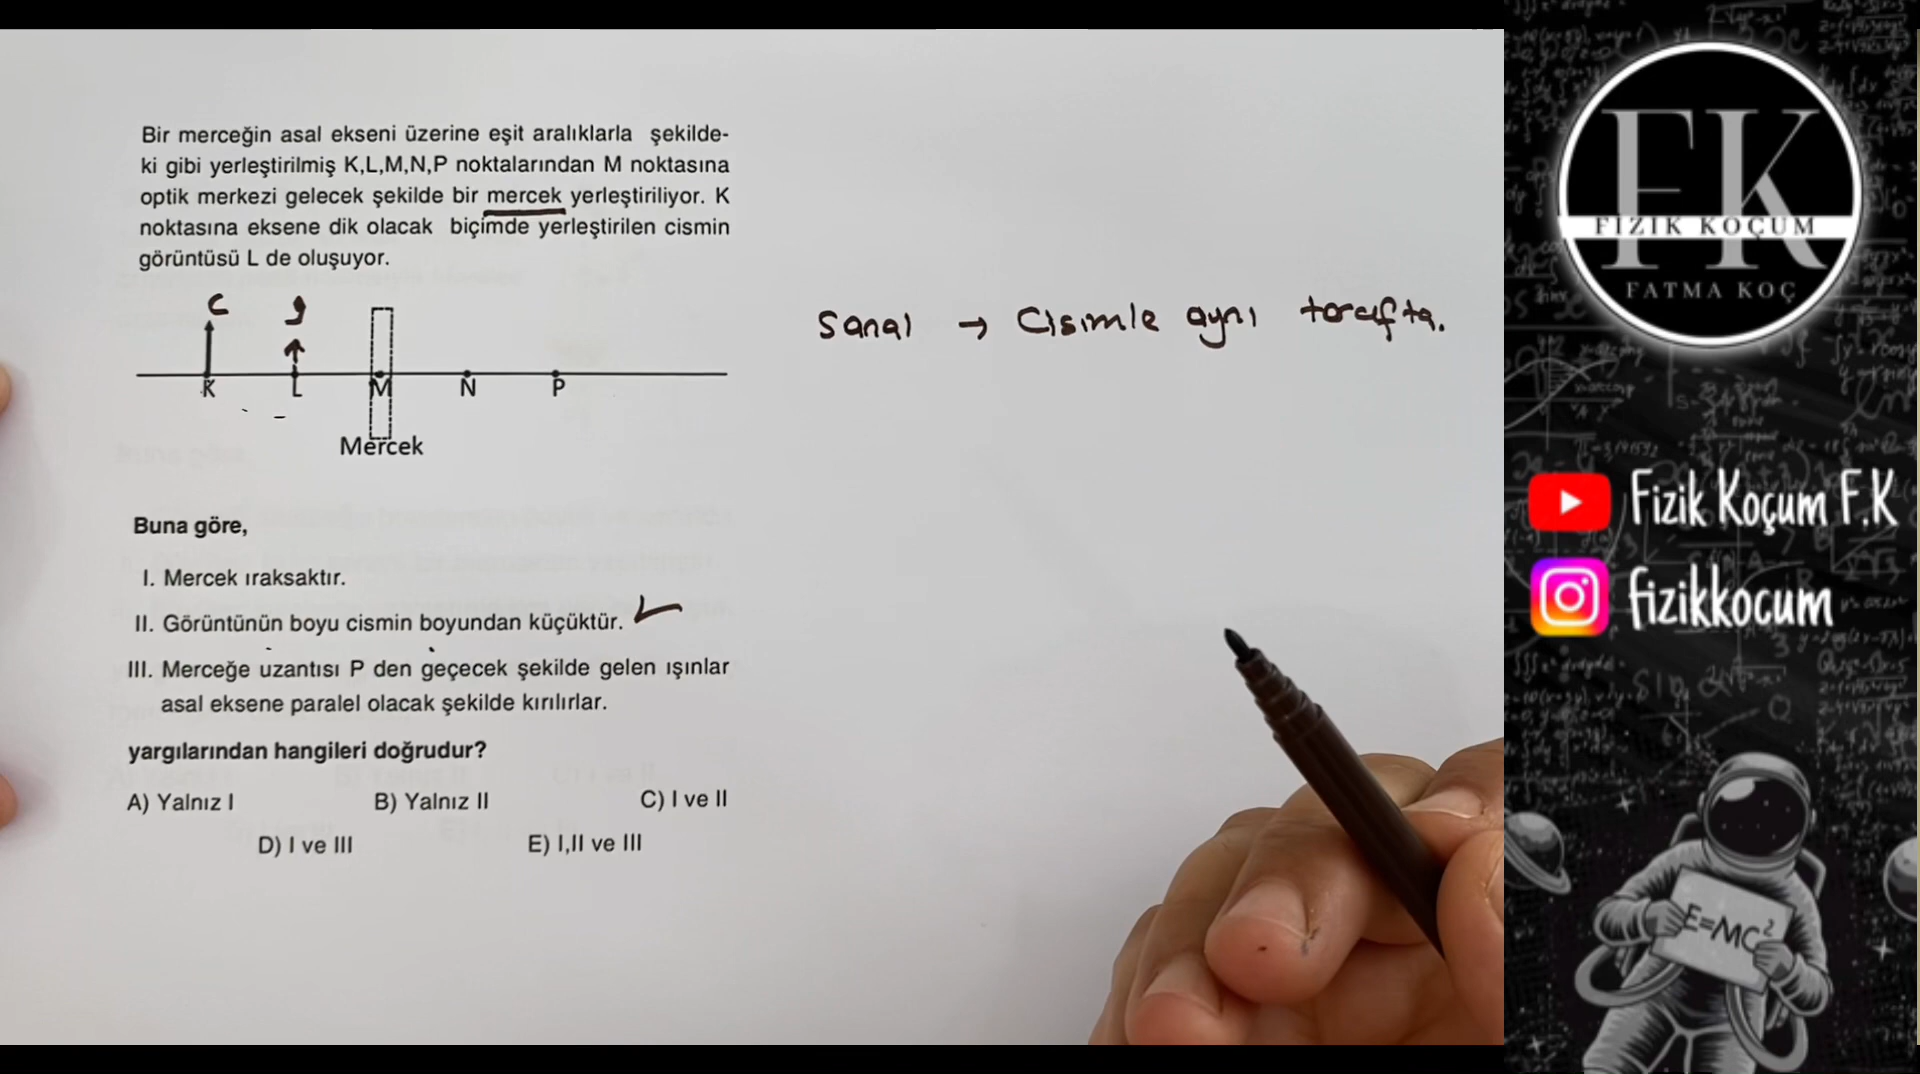 Bir merceğin asal ekseni üzerine eşit aralıklarla şekilde-
ki gibi yerleştirilmiş K,L,M,N,P noktalarından M noktasına
optik merkezi gelecek şekilde bir mercek yerleştiriliyor. K
noktasına eksene dik olacak biçimde yerleştirilen cismin
görüntüsü L de oluşuyor.
C g
K L M N P
Mercek
Sanal → Cisimle aynı tarafta.
Buna göre,
I. Mercek ıraksaktır.
II. Görüntünün boyu cismin boyundan küçüktür.
III. Merceğe uzantısı P den geçecek şekilde gelen ışınlar
asal eksene paralel olacak şekilde kırılırlar.
yargılarından hangileri doğrudur?
A) Yalnız I B) Yalnız II C) I ve II
D) I ve III E) I,II ve III
FK
FIZIK KOÇUM
FATMA KOÇ
Fizik Koçum F.K
fizikkocum
E=MC²